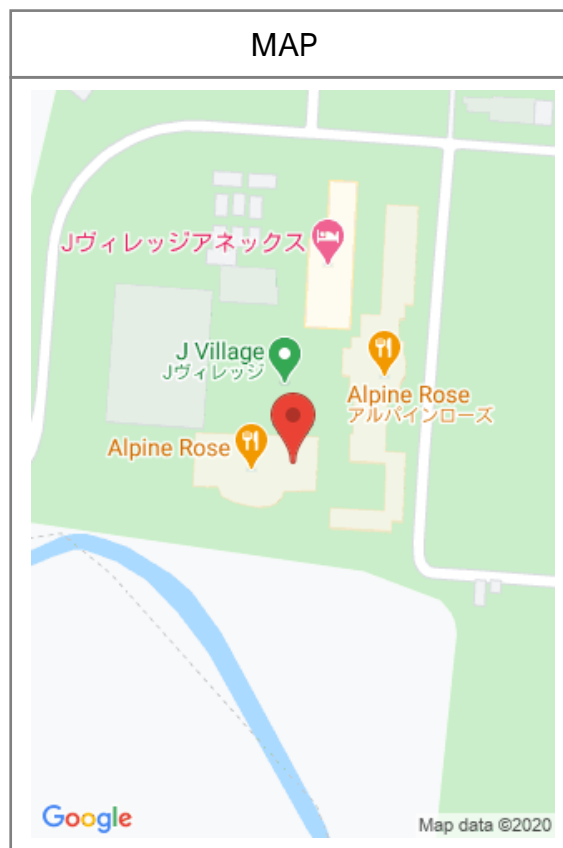 MAP
Jヴィレッジアネックス
J Village
Jヴィレッジ
Alpine Rose
アルパインローズ
Alpine Rose
Google
Map data ©2020